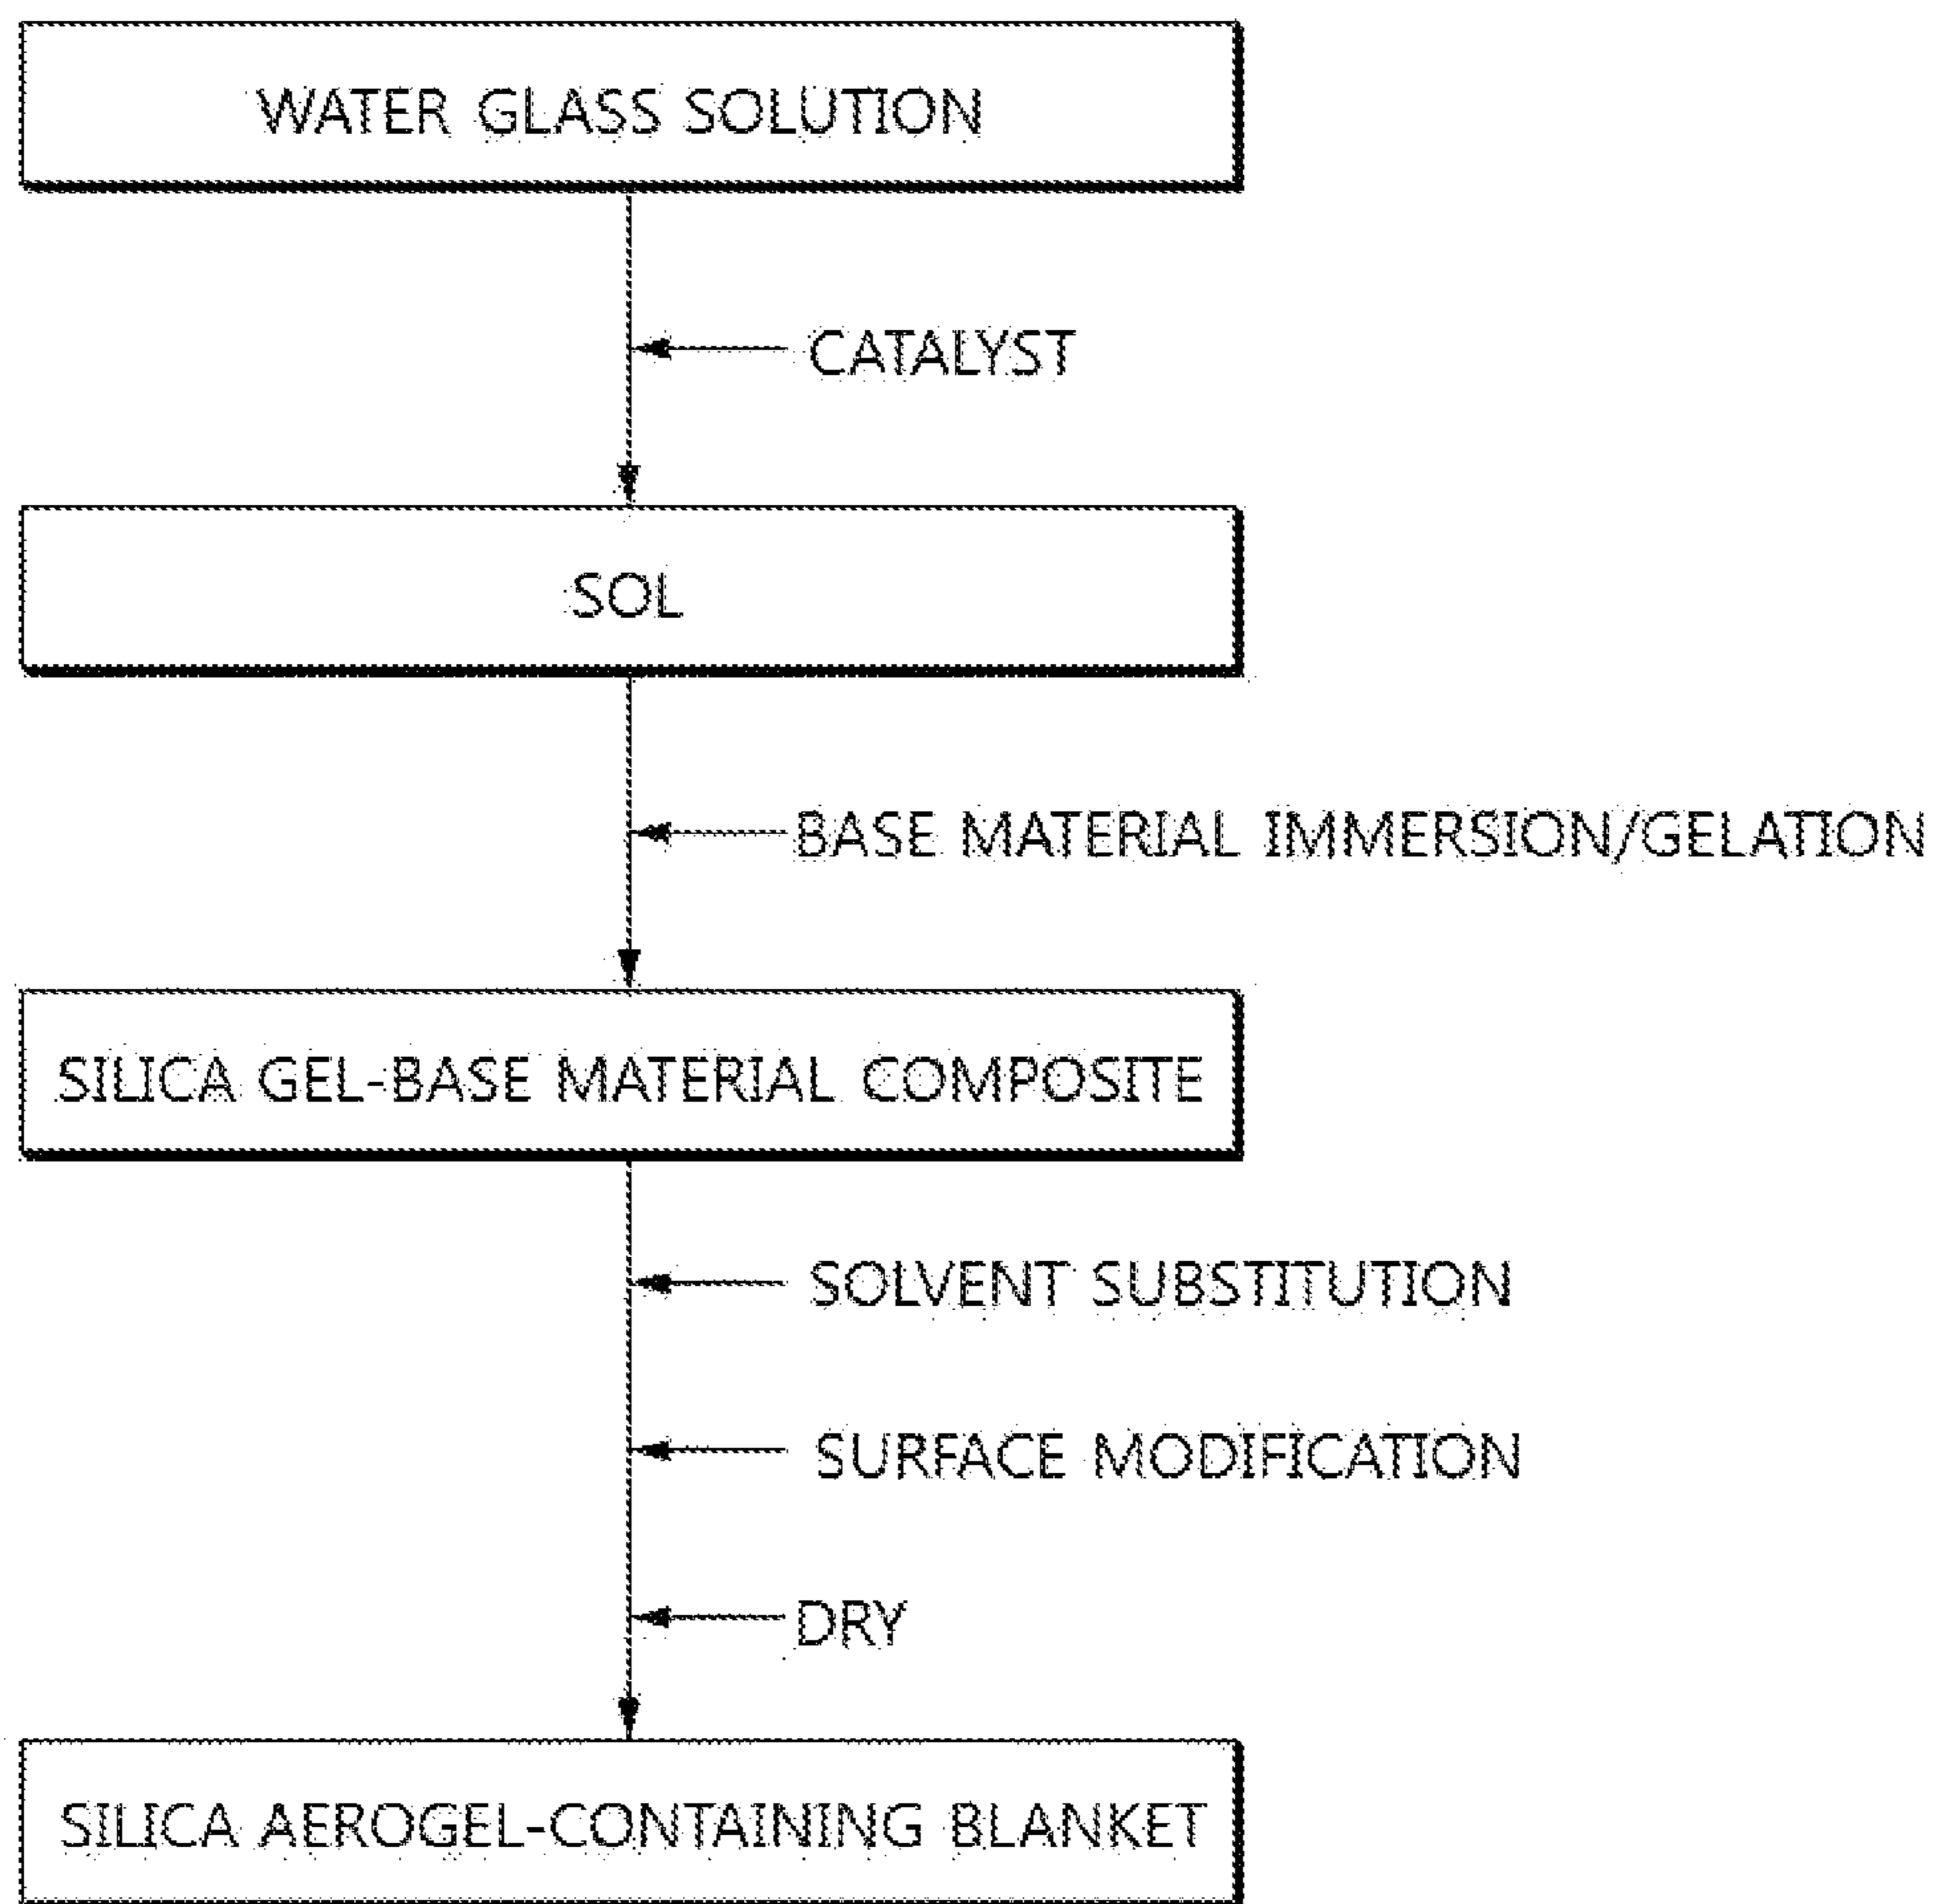 WATER GLASS SOLUTION
CATALYST
SOL
BASE MATERIAL IMMERSION/GELATION
SILICA GEL-BASE MATERIAL COMPOSITE
SOLVENT SUBSTITUTION
SURFACE MODIFICATION
DRY
SILICA AEROGEL-CONTAINING BLANKET